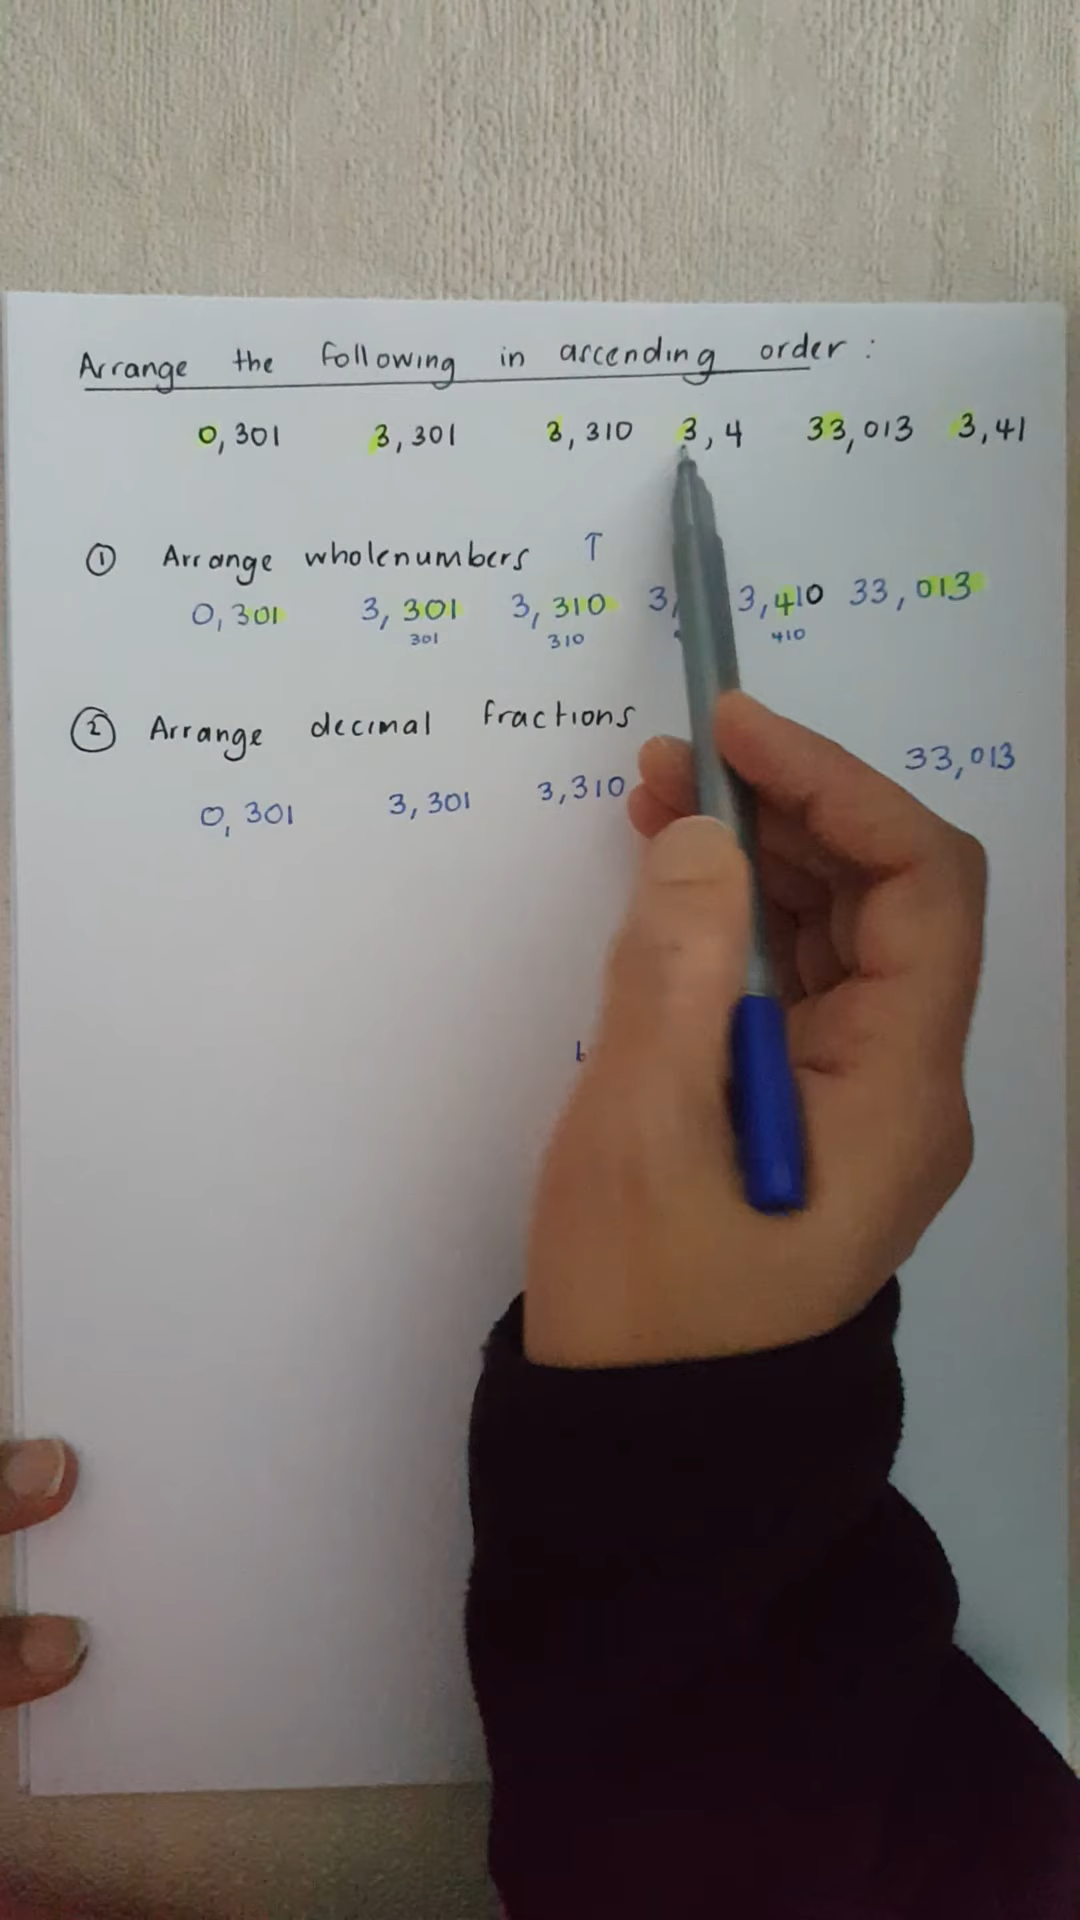 Arrange the following in ascending order :
0,301 3,301 3,310 3,4 33,013 3,41
① Arrange wholenumbers ↑
0,301 3,301 3,310 3, 3,410 33,013
301 310 410
② Arrange decimal fractions
0,301 3,301 3,310 33,013